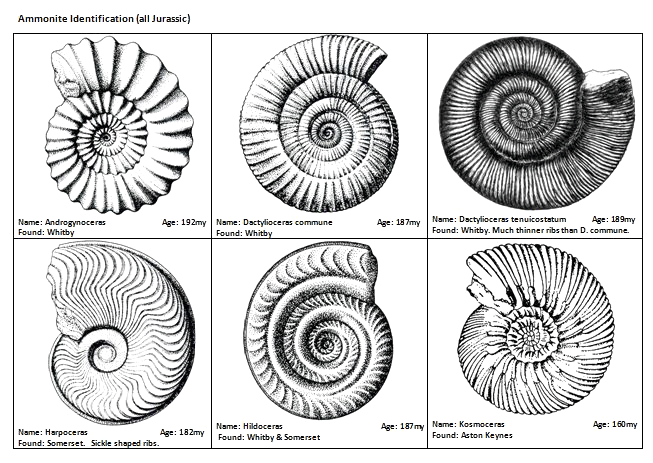 Ammonite Identification (all Jurassic)
Name: Androgynoceras Age: 192my
Found: Whitby
Name: Dactylioceras commune Age: 187my
Found: Whitby
Name: Dactylioceras tenuicostatum Age: 189my
Found: Whitby. Much thinner ribs than D. commune.
Name: Harpoceras Age: 182my
Found: Somerset. Sickle shaped ribs.
Name: Hildoceras Age: 187my
Found: Whitby & Somerset
Name: Kosmoceras Age: 160my
Found: Aston Keynes